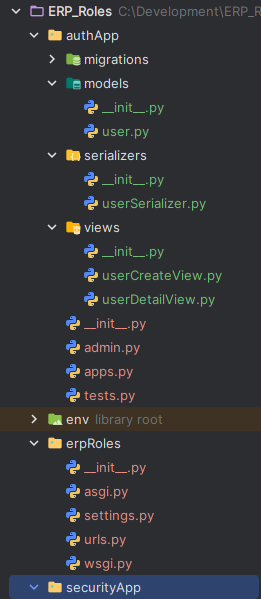 ERP_Roles C:\Development\ERP_R
authApp
migrations
models
__init__.py
user.py
serializers
__init__.py
userSerializer.py
views
__init__.py
userCreateView.py
userDetailView.py
__init__.py
admin.py
apps.py
tests.py
env library root
erpRoles
__init__.py
asgi.py
settings.py
urls.py
wsgi.py
securityApp